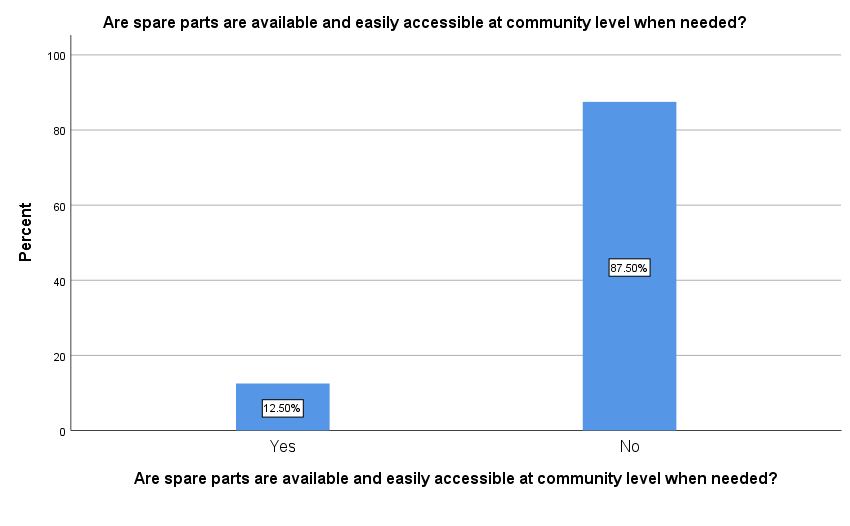 Are spare parts are available and easily accessible at community level when needed?
100
80
60
40
20
0
Percent
12.50%
87.50%
Yes
No
Are spare parts are available and easily accessible at community level when needed?